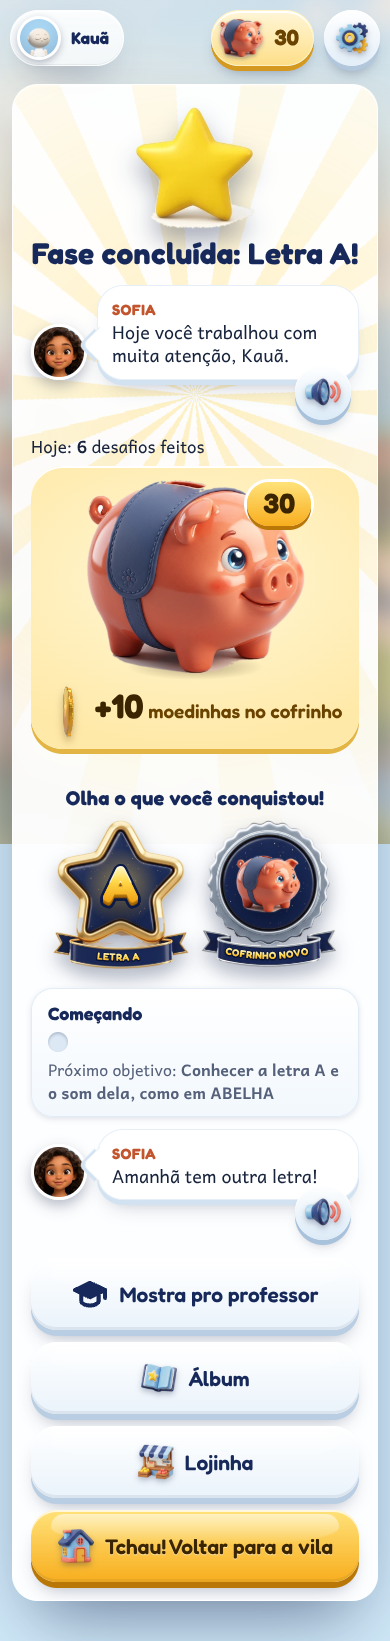 Kauã
30
Fase concluída: Letra A!
SOFIA
Hoje você trabalhou com
muita atenção, Kauã.
Hoje: 6 desafios feitos
30
+10 moedinhas no cofrinho
Olha o que você conquistou!
A
LETRA A
COFRINHO NOVO
Começando
Próximo objetivo: Conhecer a letra A e
o som dela, como em ABELHA
SOFIA
Amanhã tem outra letra!
Mostra pro professor
Álbum
Lojinha
Tchau! Voltar para a vila